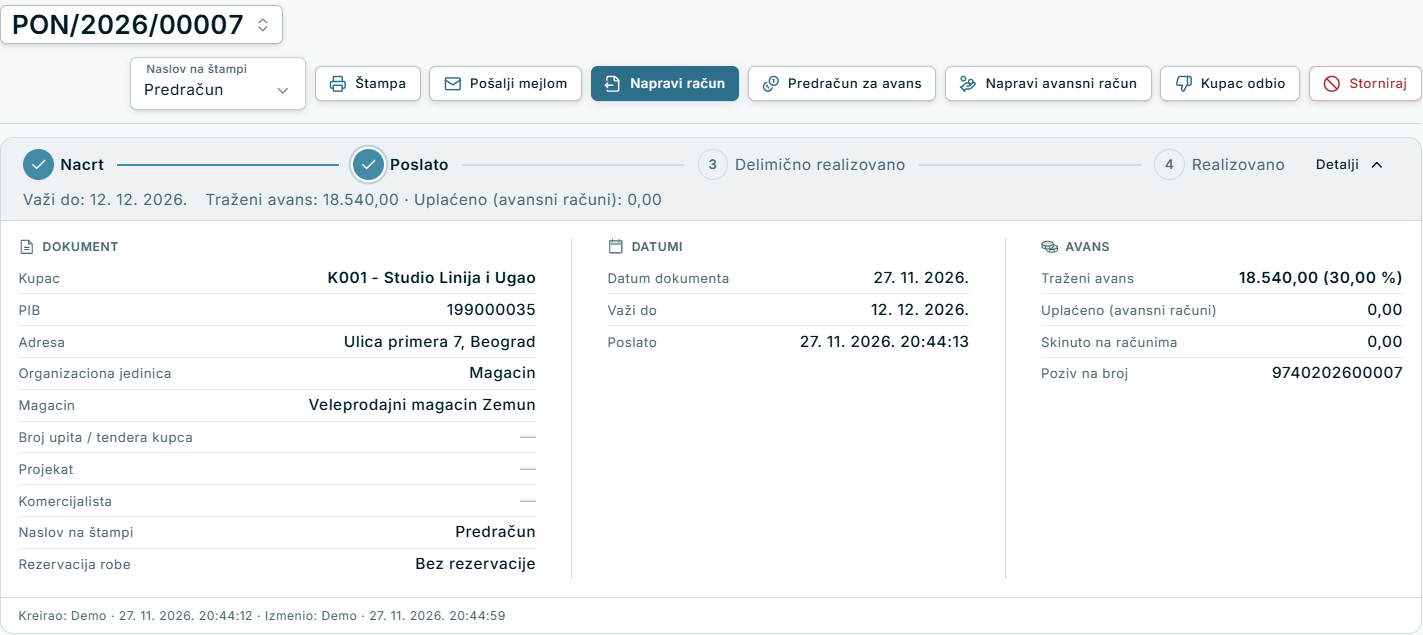 PON/2026/00007
Naslov na štampi
Predračun
Štampa
Pošalji mejlom
Napravi račun
Predračun za avans
Napravi avansni račun
Kupac odbio
Storniraj
Nacrt
Poslato
3 Delimično realizovano
4 Realizovano
Detalji
Važi do: 12. 12. 2026. Traženi avans: 18.540,00 · Uplaćeno (avansni računi): 0,00
DOKUMENT
Kupac K001 - Studio Linija i Ugao
PIB 199000035
Adresa Ulica primera 7, Beograd
Organizaciona jedinica Magacin
Magacin Veleprodajni magacin Zemun
Broj upita / tendera kupca —
Projekat —
Komercijalista —
Naslov na štampi Predračun
Rezervacija robe Bez rezervacije
DATUMI
Datum dokumenta 27. 11. 2026.
Važi do 12. 12. 2026.
Poslato 27. 11. 2026. 20:44:13
AVANS
Traženi avans 18.540,00 (30,00 %)
Uplaćeno (avansni računi) 0,00
Skinuto na računima 0,00
Poziv na broj 9740202600007
Kreirao: Demo · 27. 11. 2026. 20:44:12 · Izmenio: Demo · 27. 11. 2026. 20:44:59